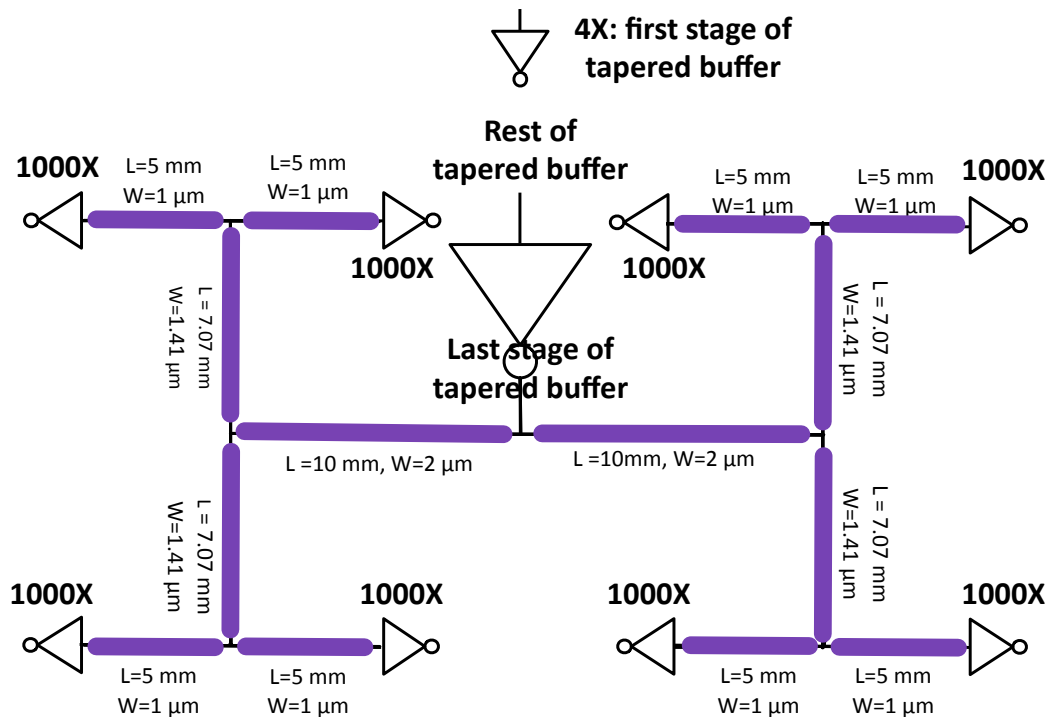 4X: first stage of
tapered buffer
Rest of
tapered buffer
1000X
L=5 mm
W=1 µm
L=5 mm
W=1 µm
1000X
L=5 mm
W=1 µm
L=5 mm
W=1 µm
1000X
1000X
L = 7.07 mm
W=1.41 µm
L = 7.07 mm
W=1.41 µm
Last stage of
tapered buffer
L =10 mm, W=2 µm
L =10mm, W=2 µm
L = 7.07 mm
W=1.41 µm
L = 7.07 mm
W=1.41 µm
1000X
1000X
1000X
1000X
L=5 mm
W=1 µm
L=5 mm
W=1 µm
L=5 mm
W=1 µm
L=5 mm
W=1 µm